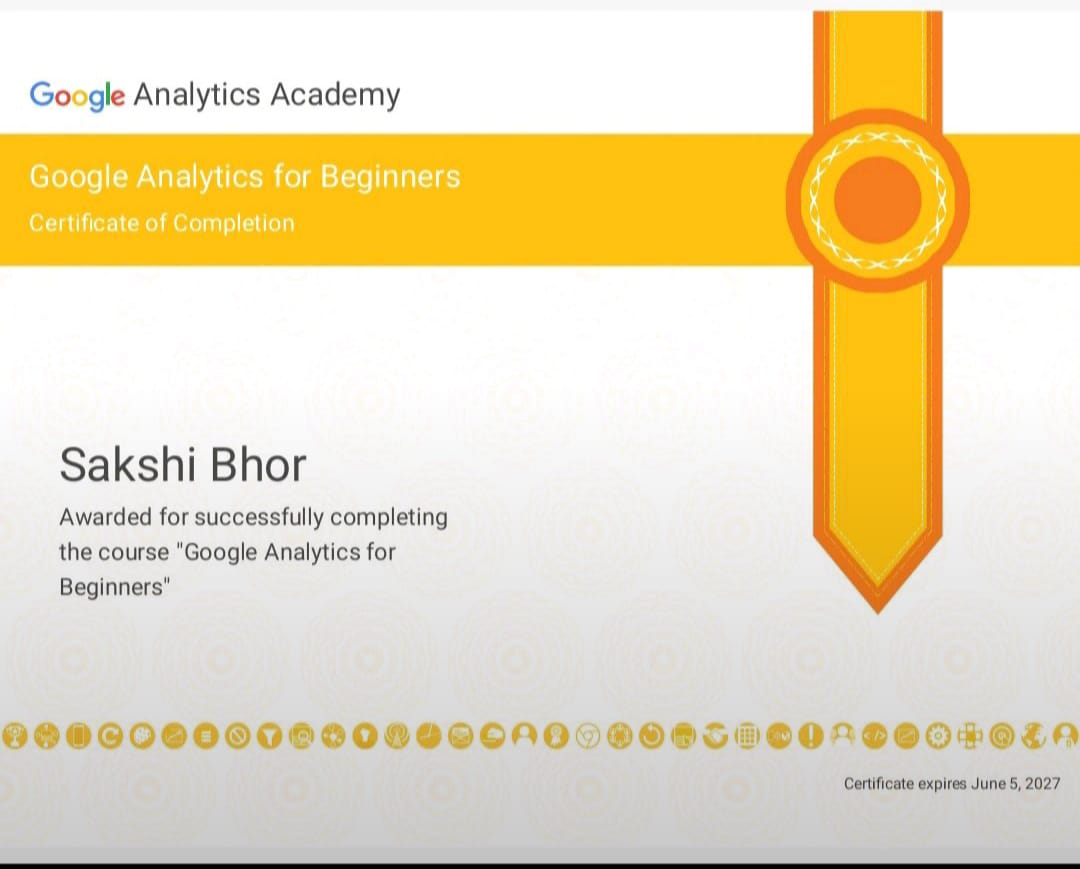 Google Analytics Academy
Google Analytics for Beginners
Certificate of Completion
Sakshi Bhor
Awarded for successfully completing
the course "Google Analytics for
Beginners"
Certificate expires June 5, 2027